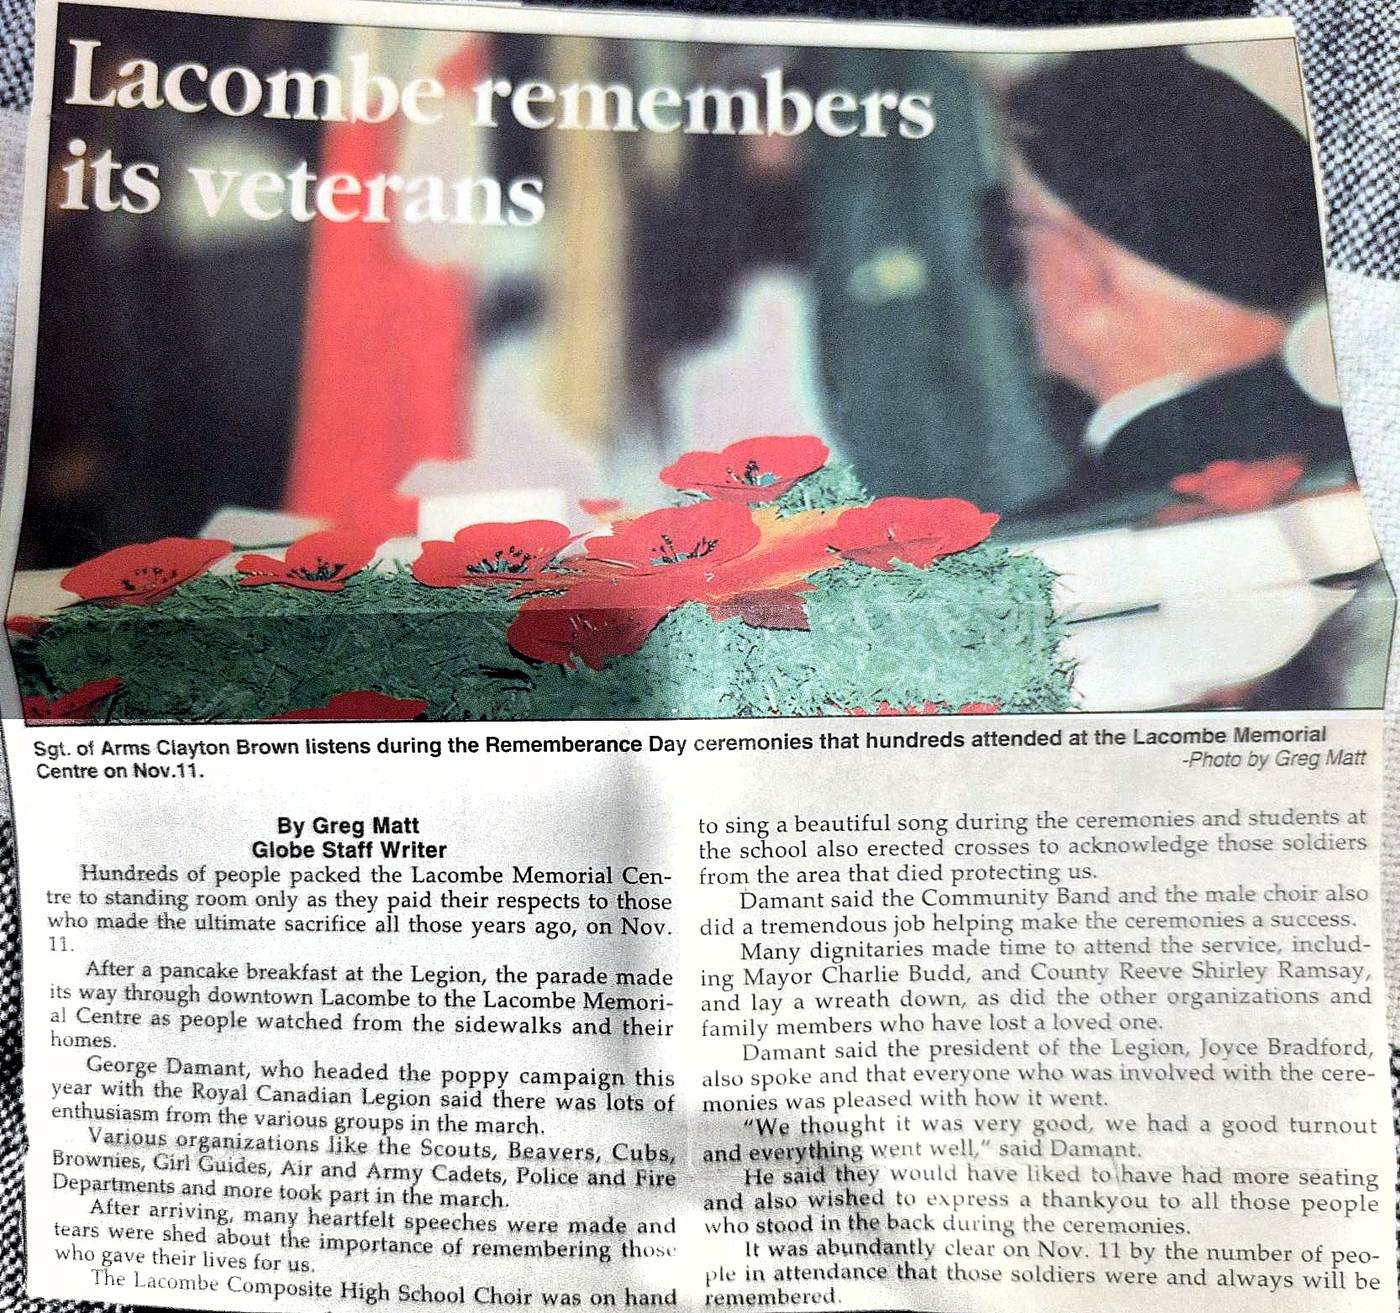 Lacombe remembers
its veterans
Sgt. of Arms Clayton Brown listens during the Rememberance Day ceremonies that hundreds attended at the Lacombe Memorial
Centre on Nov.11.
-Photo by Greg Matt
By Greg Matt
Globe Staff Writer
Hundreds of people packed the Lacombe Memorial Cen-
tre to standing room only as they paid their respects to those
who made the ultimate sacrifice all those years ago, on Nov.
11.
After a pancake breakfast at the Legion, the parade made
its way through downtown Lacombe to the Lacombe Memori-
al Centre as people watched from the sidewalks and their
homes.
George Damant, who headed the poppy campaign this
year with the Royal Canadian Legion said there was lots of
enthusiasm from the various groups in the march.
Various organizations like the Scouts, Beavers, Cubs,
Brownies, Girl Guides, Air and Army Cadets, Police and Fire
Departments and more took part in the march.
After arriving, many heartfelt speeches were made and
tears were shed about the importance of remembering those
who gave their lives for us.
The Lacombe Composite High School Choir was on hand
to sing a beautiful song during the ceremonies and students at
the school also erected crosses to acknowledge those soldiers
from the area that died protecting us.
Damant said the Community Band and the male choir also
did a tremendous job helping make the ceremonies a success.
Many dignitaries made time to attend the service, includ-
ing Mayor Charlie Budd, and County Reeve Shirley Ramsay,
and lay a wreath down, as did the other organizations and
family members who have lost a loved one.
Damant said the president of the Legion, Joyce Bradford,
also spoke and that everyone who was involved with the cere-
monies was pleased with how it went.
“We thought it was very good, we had a good turnout
and everything went well,“ said Damant.
He said they would have liked to have had more seating
and also wished to express a thankyou to all those people
who stood in the back during the ceremonies.
It was abundantly clear on Nov. 11 by the number of peo-
ple in attendance that those soldiers were and always will be
remembered.